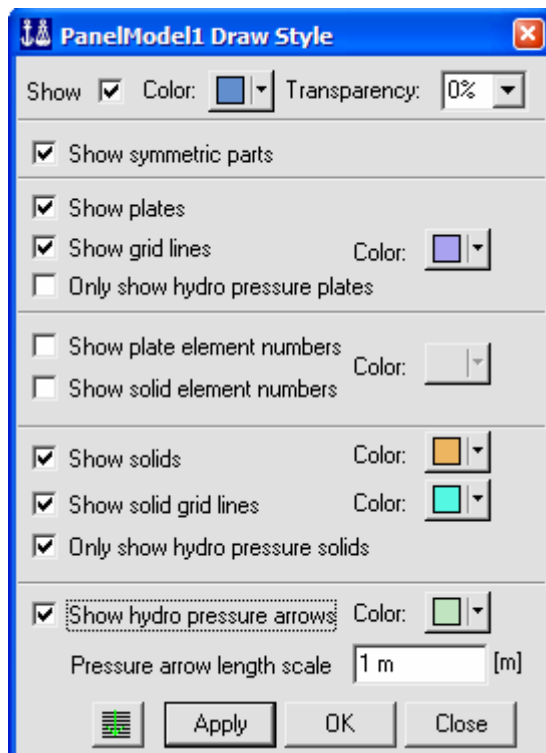 PanelModel1 Draw Style
Show Color: Transparency: 0%
Show symmetric parts
Show plates
Show grid lines Color:
Only show hydro pressure plates
Show plate element numbers
Color:
Show solid element numbers
Show solids Color:
Show solid grid lines Color:
Only show hydro pressure solids
Show hydro pressure arrows Color:
Pressure arrow length scale 1 m [m]
Apply OK Close